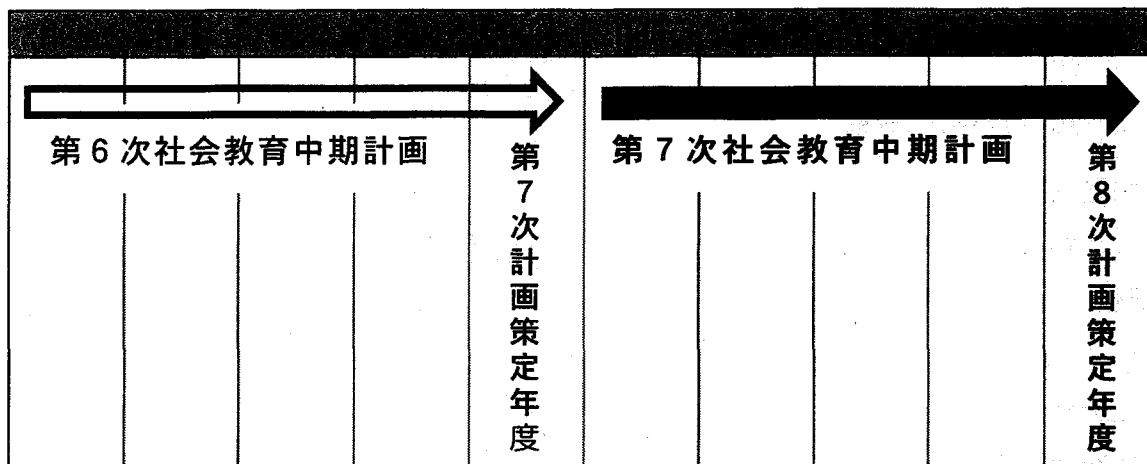 第6次社会教育中期計画
第7次計画策定年度
第7次社会教育中期計画
第8次計画策定年度